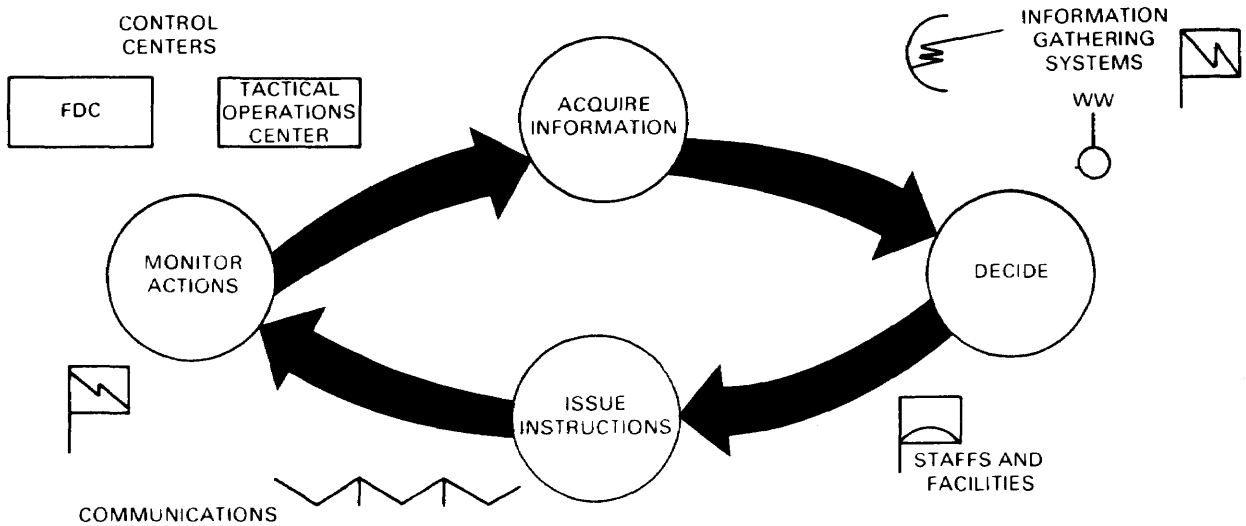 CONTROL
CENTERS
FDC
TACTICAL
OPERATIONS
CENTER
ACQUIRE
INFORMATION
INFORMATION
GATHERING
SYSTEMS
WW
MONITOR
ACTIONS
DECIDE
ISSUE
INSTRUCTIONS
STAFFS AND
FACILITIES
COMMUNICATIONS